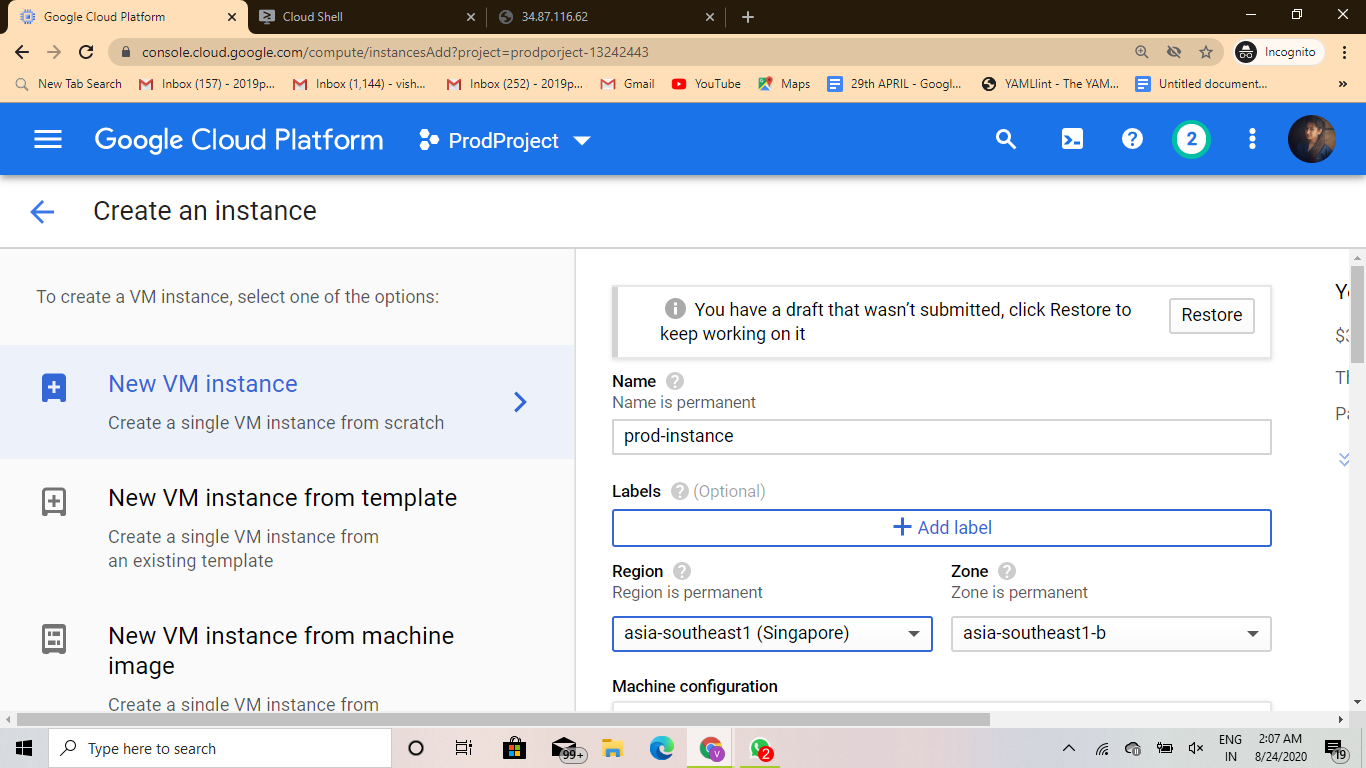 Google Cloud Platform
Cloud Shell
34.87.116.62
console.cloud.google.com/compute/instancesAdd?project=prodporject-13242443
Incognito
New Tab Search
Inbox (157) - 2019p...
Inbox (1,144) - vish...
Inbox (252) - 2019p...
Gmail
YouTube
Maps
29th APRIL - Googl...
YAMLlint - The YAM...
Untitled document...
»
Google Cloud Platform
ProdProject
2
Create an instance
To create a VM instance, select one of the options:
New VM instance
Create a single VM instance from scratch
New VM instance from template
Create a single VM instance from
an existing template
New VM instance from machine
image
Create a single VM instance from
You have a draft that wasn’t submitted, click Restore to
keep working on it
Restore
Name
Name is permanent
prod-instance
Labels (Optional)
Add label
Region
Region is permanent
asia-southeast1 (Singapore)
Zone
Zone is permanent
asia-southeast1-b
Machine configuration
Type here to search
99+
V
2
ENG
IN
2:07 AM
8/24/2020
19